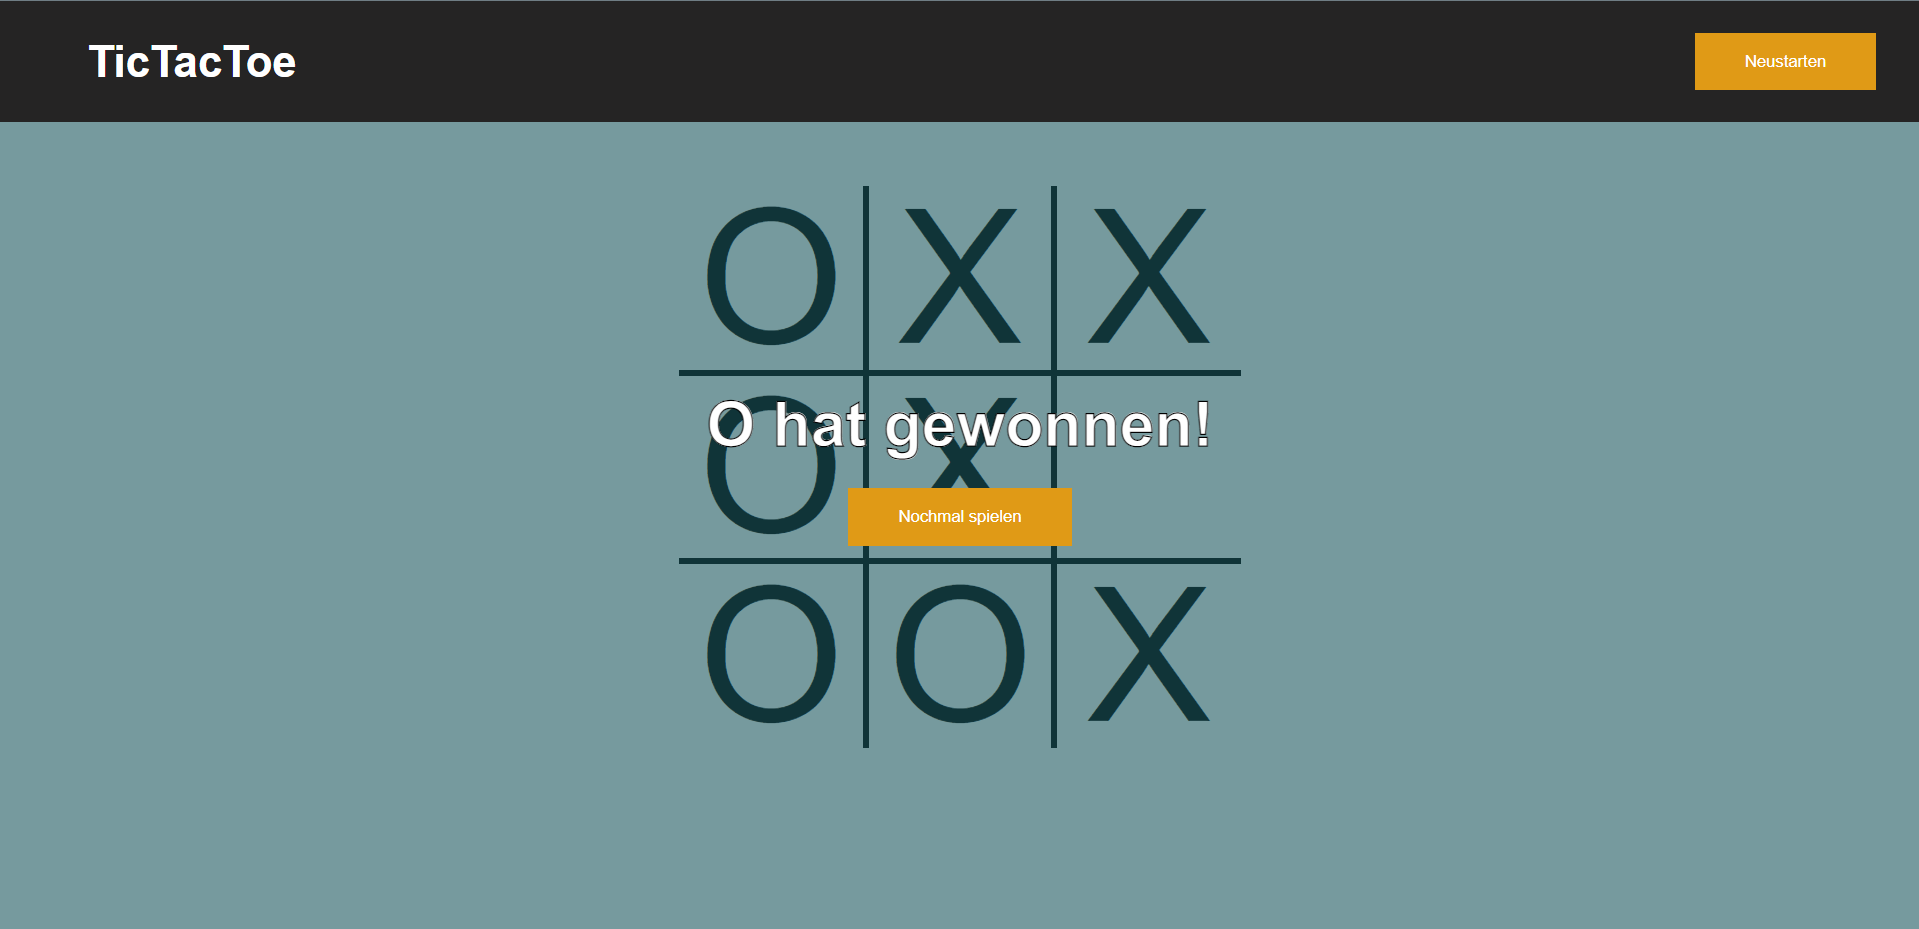 TicTacToe
Neustarten
O X X
O X
O hat gewonnen!
Nochmal spielen
O O X